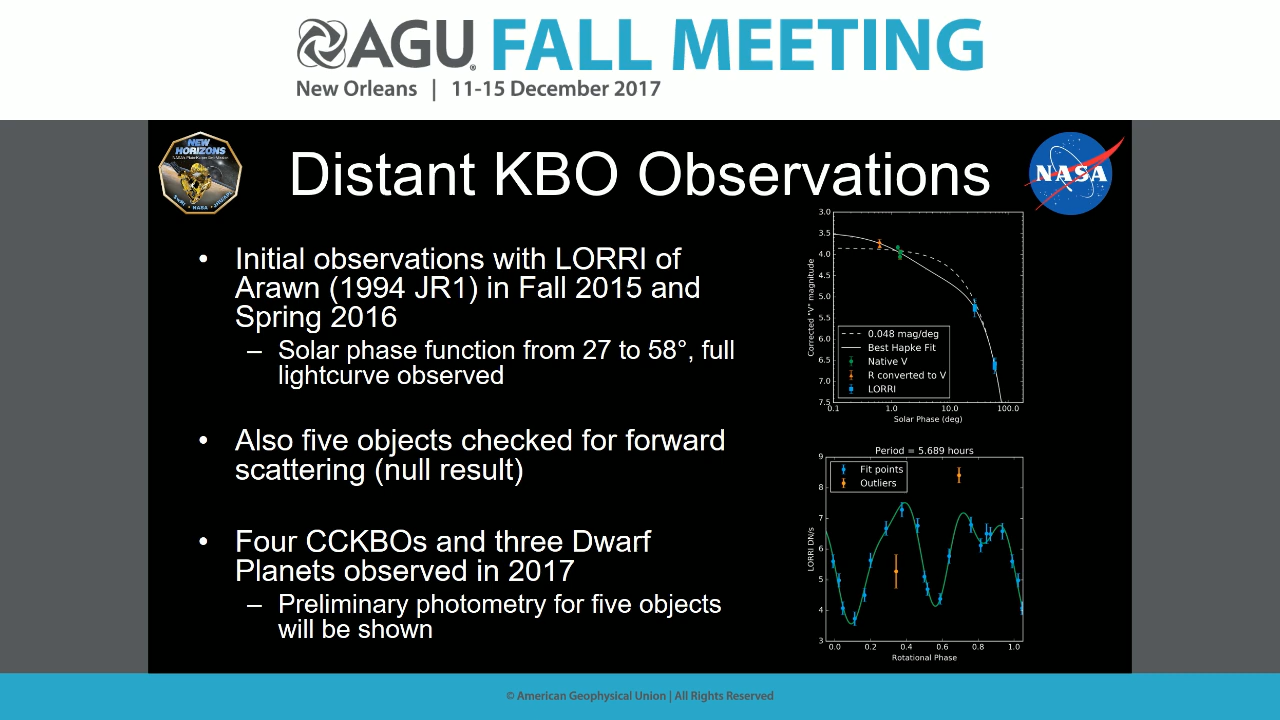 AGU FALL MEETING
New Orleans | 11-15 December 2017
NEW HORIZONS
NASA
Distant KBO Observations
• Initial observations with LORRI of
Arawn (1994 JR1) in Fall 2015 and
Spring 2016
– Solar phase function from 27 to 58°, full
lightcurve observed
• Also five objects checked for forward
scattering (null result)
• Four CCKBOs and three Dwarf
Planets observed in 2017
– Preliminary photometry for five objects
will be shown
3.0
3.5
4.0
4.5
5.0
5.5
6.0
6.5
7.0
7.5
Corrected "V" magnitude
0.048 mag/deg
Best Hapke Fit
Native V
R converted to V
LORRI
0.1 1.0 10.0 100.0
Solar Phase (deg)
Period = 5.689 hours
9
8
7
6
5
4
3
LORRI DN/s
Fit points
Outliers
0.0 0.2 0.4 0.6 0.8 1.0
Rotational Phase
© American Geophysical Union | All Rights Reserved